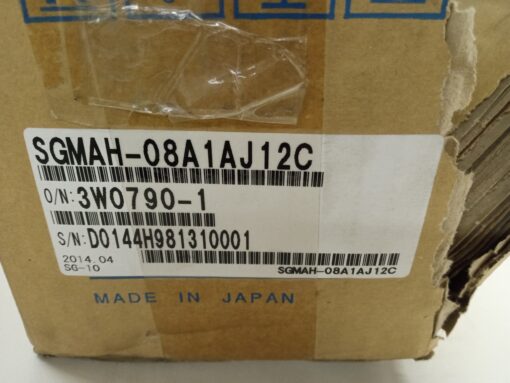 SGMAH-08A1AJ12C
O/N: 3W0790-1
S/N: D0144H981310001
2014.04
SG-10
SGMAH-08A1AJ12C
MADE IN JAPAN